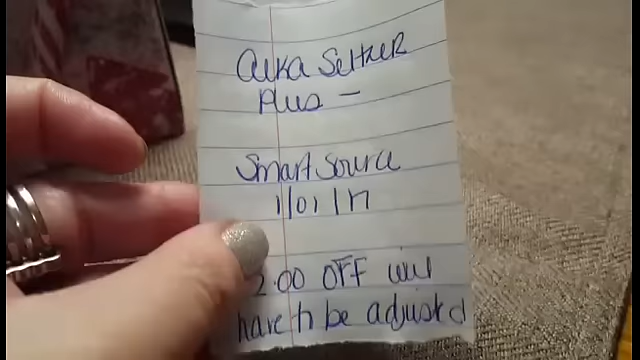 alka Seltzer
Plus —
Smart Source
1/01/17
2.00 OFF will
have to be adjusted